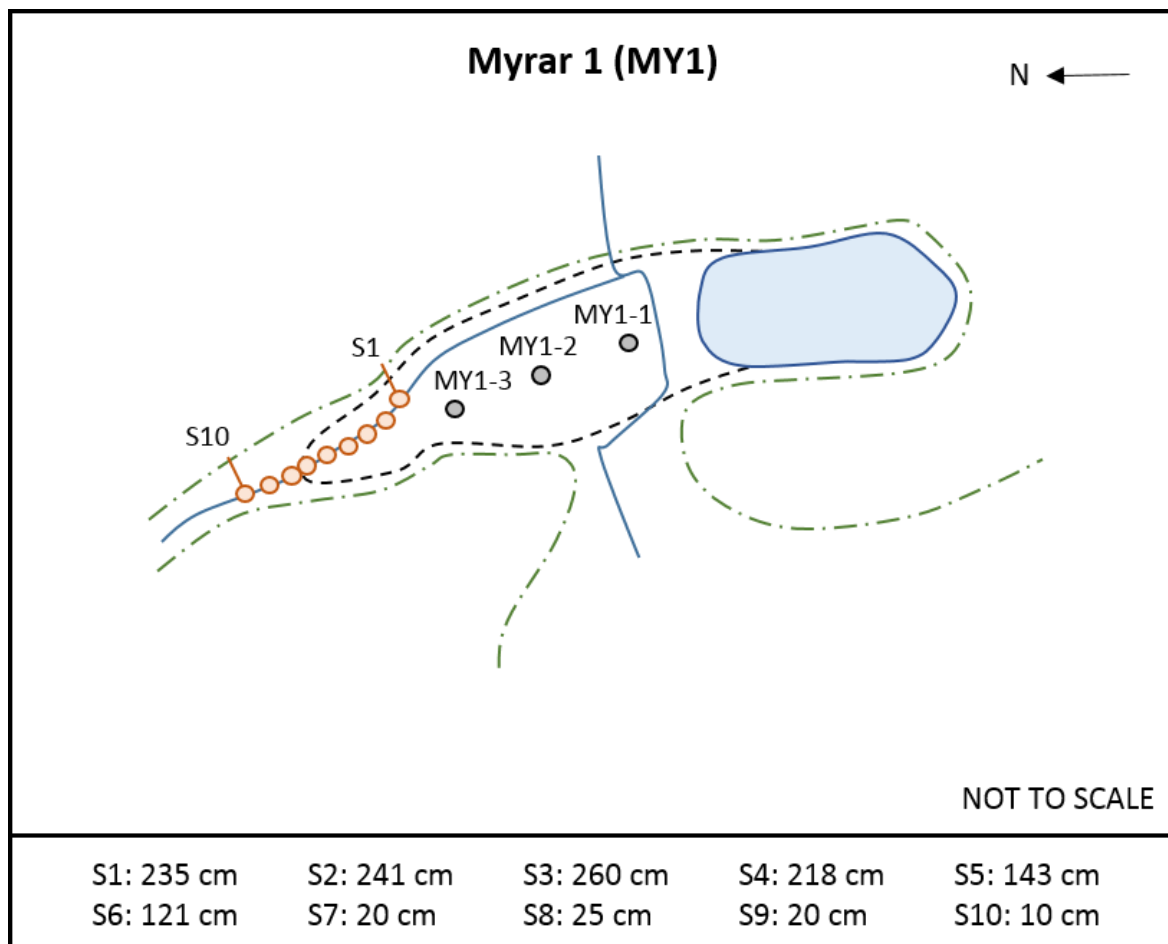 Myrar 1 (MY1)
N
MY1-1
S1
MY1-2
MY1-3
S10
NOT TO SCALE
S1: 235 cm S2: 241 cm S3: 260 cm S4: 218 cm S5: 143 cm
S6: 121 cm S7: 20 cm S8: 25 cm S9: 20 cm S10: 10 cm